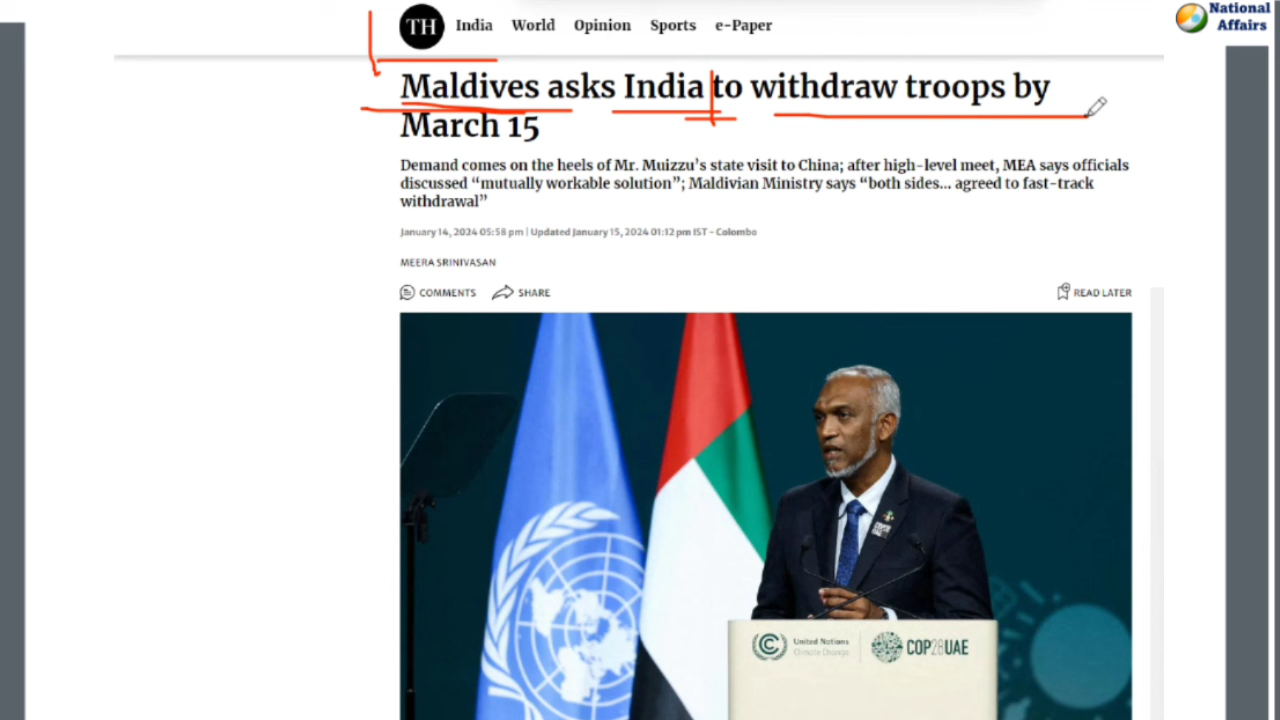 National
Affairs
TH India World Opinion Sports e-Paper
Maldives asks India to withdraw troops by
March 15
Demand comes on the heels of Mr. Muizzu's state visit to China; after high-level meet, MEA says officials
discussed “mutually workable solution”; Maldivian Ministry says “both sides... agreed to fast-track
withdrawal”
January 14, 2024 05:58 pm | Updated January 15, 2024 01:12 pm IST - Colombo
MEERA SRINIVASAN
COMMENTS SHARE READ LATER
United Nations
Climate Change
COP28UAE